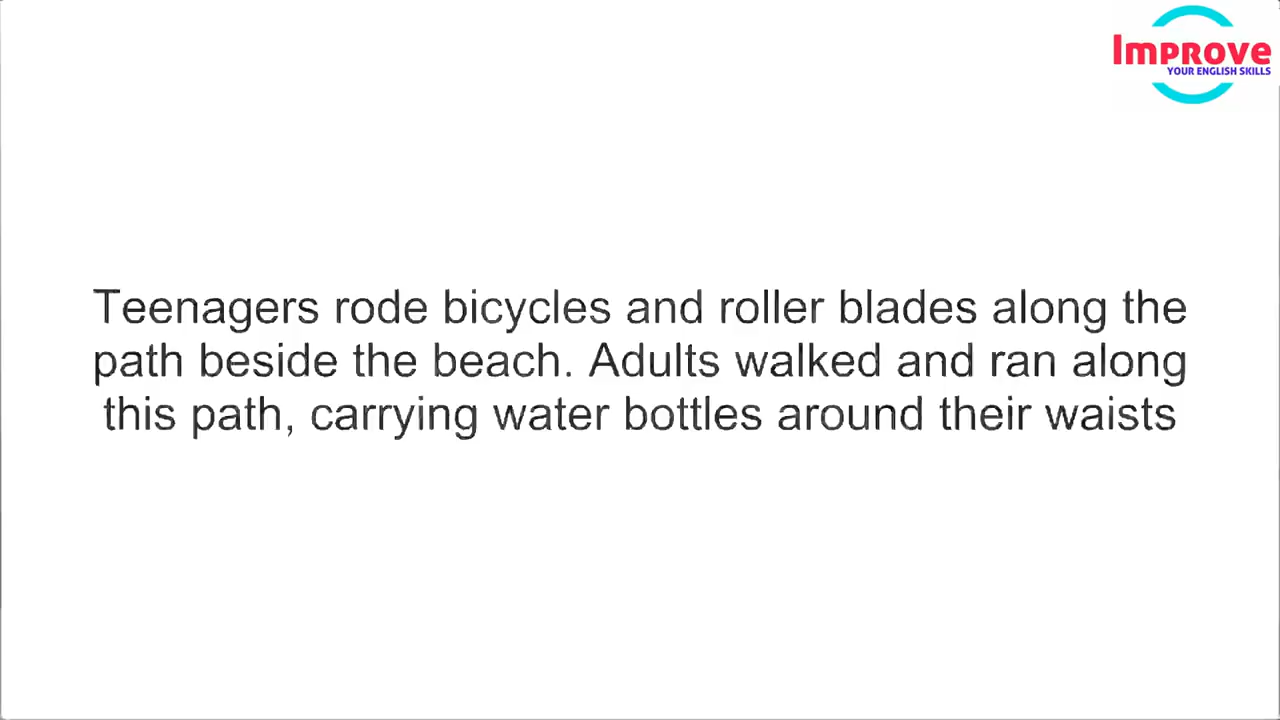 Improve
YOUR ENGLISH SKILLS
Teenagers rode bicycles and roller blades along the
path beside the beach. Adults walked and ran along
this path, carrying water bottles around their waists